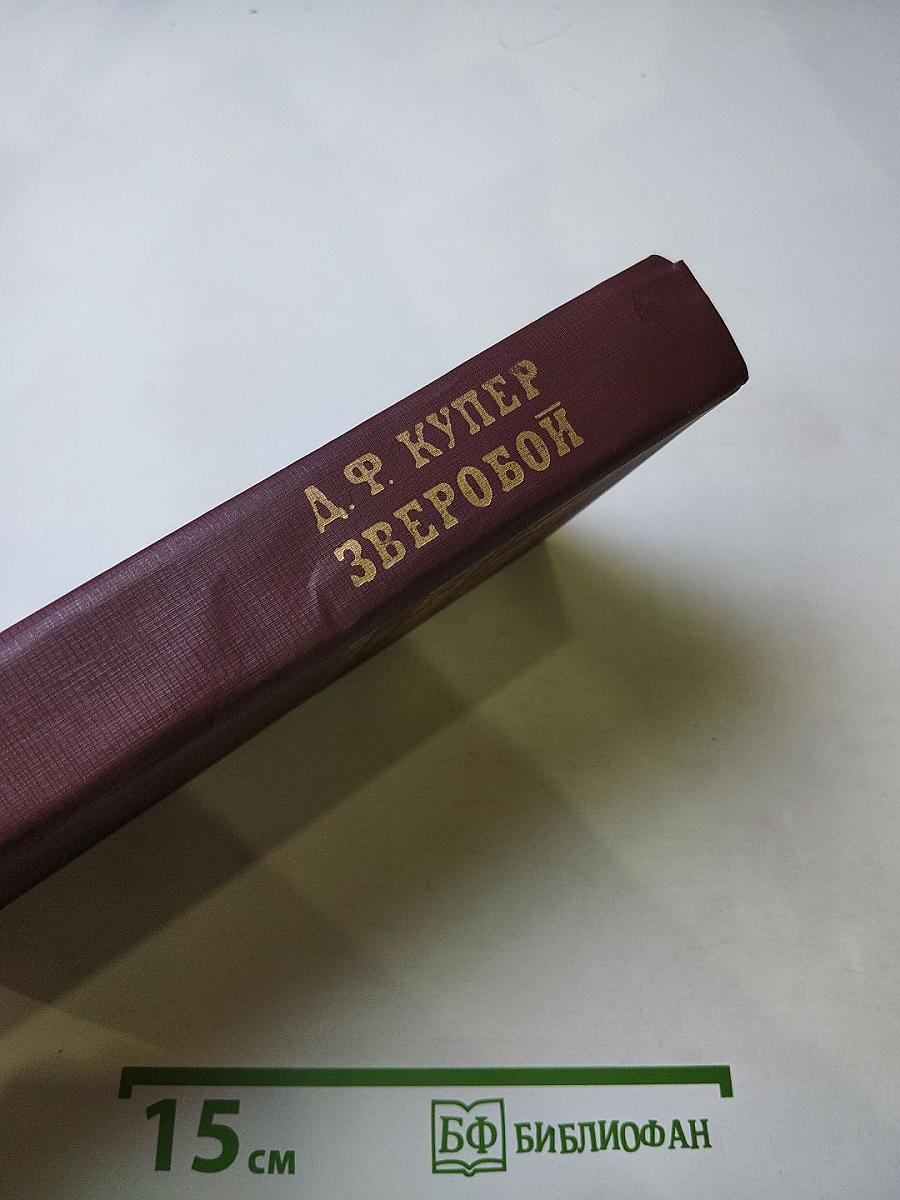 Д. Ф. КУПЕР
ЗВЕРОБОЙ
15 см
БФ БИБЛИОФАН